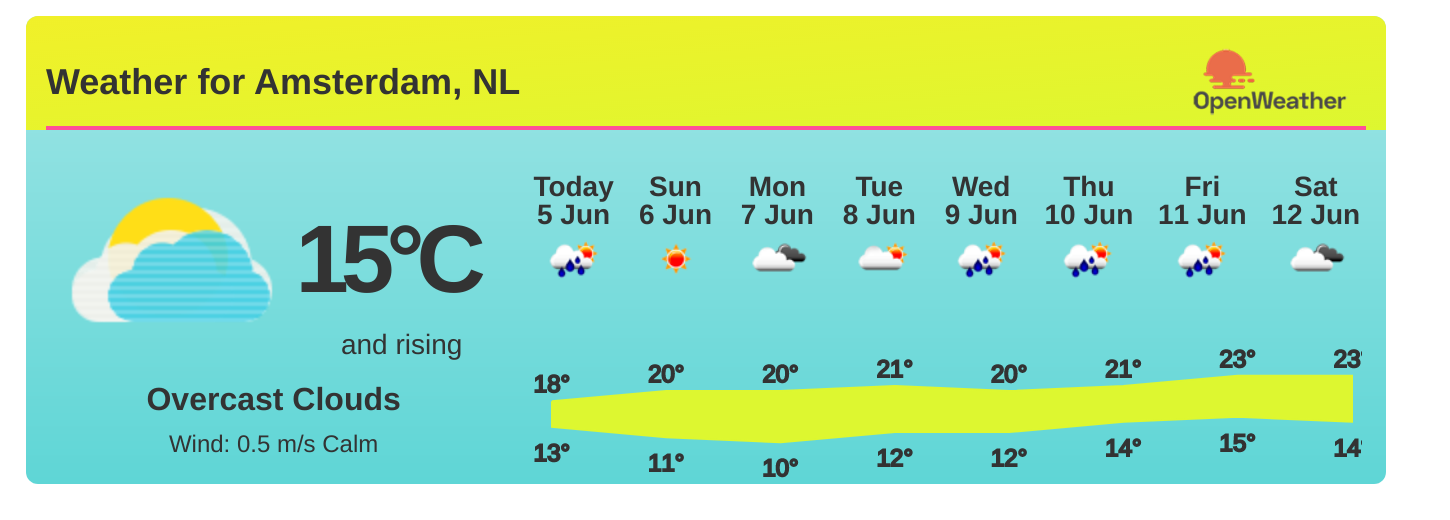 Weather for Amsterdam, NL
OpenWeather
Today Sun Mon Tue Wed Thu Fri Sat
5 Jun 6 Jun 7 Jun 8 Jun 9 Jun 10 Jun 11 Jun 12 Jun
15°C
and rising
Overcast Clouds
Wind: 0.5 m/s Calm
18° 20° 20° 21° 20° 21° 23° 23°
13° 11° 10° 12° 12° 14° 15° 14